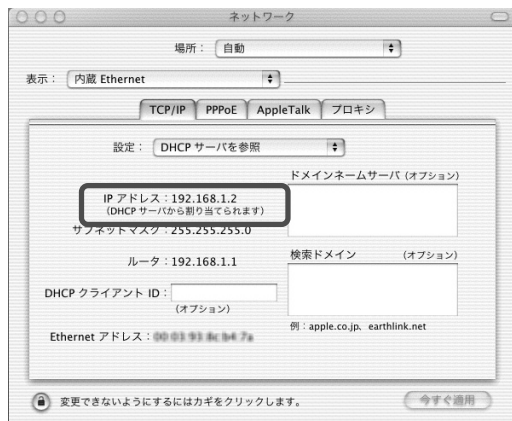 ネットワーク
場所： 自動
表示： 内蔵 Ethernet
TCP/IP PPPoE AppleTalk プロキシ
設定： DHCP サーバを参照
ドメインネームサーバ (オプション)
IP アドレス：192.168.1.2
（DHCP サーバから割り当てられます）
サブネットマスク：255.255.255.0
ルータ：192.168.1.1
検索ドメイン (オプション)
DHCP クライアント ID：
(オプション)
例：apple.co.jp、earthlink.net
Ethernet アドレス：
変更できないようにするにはカギをクリックします。
今すぐ適用